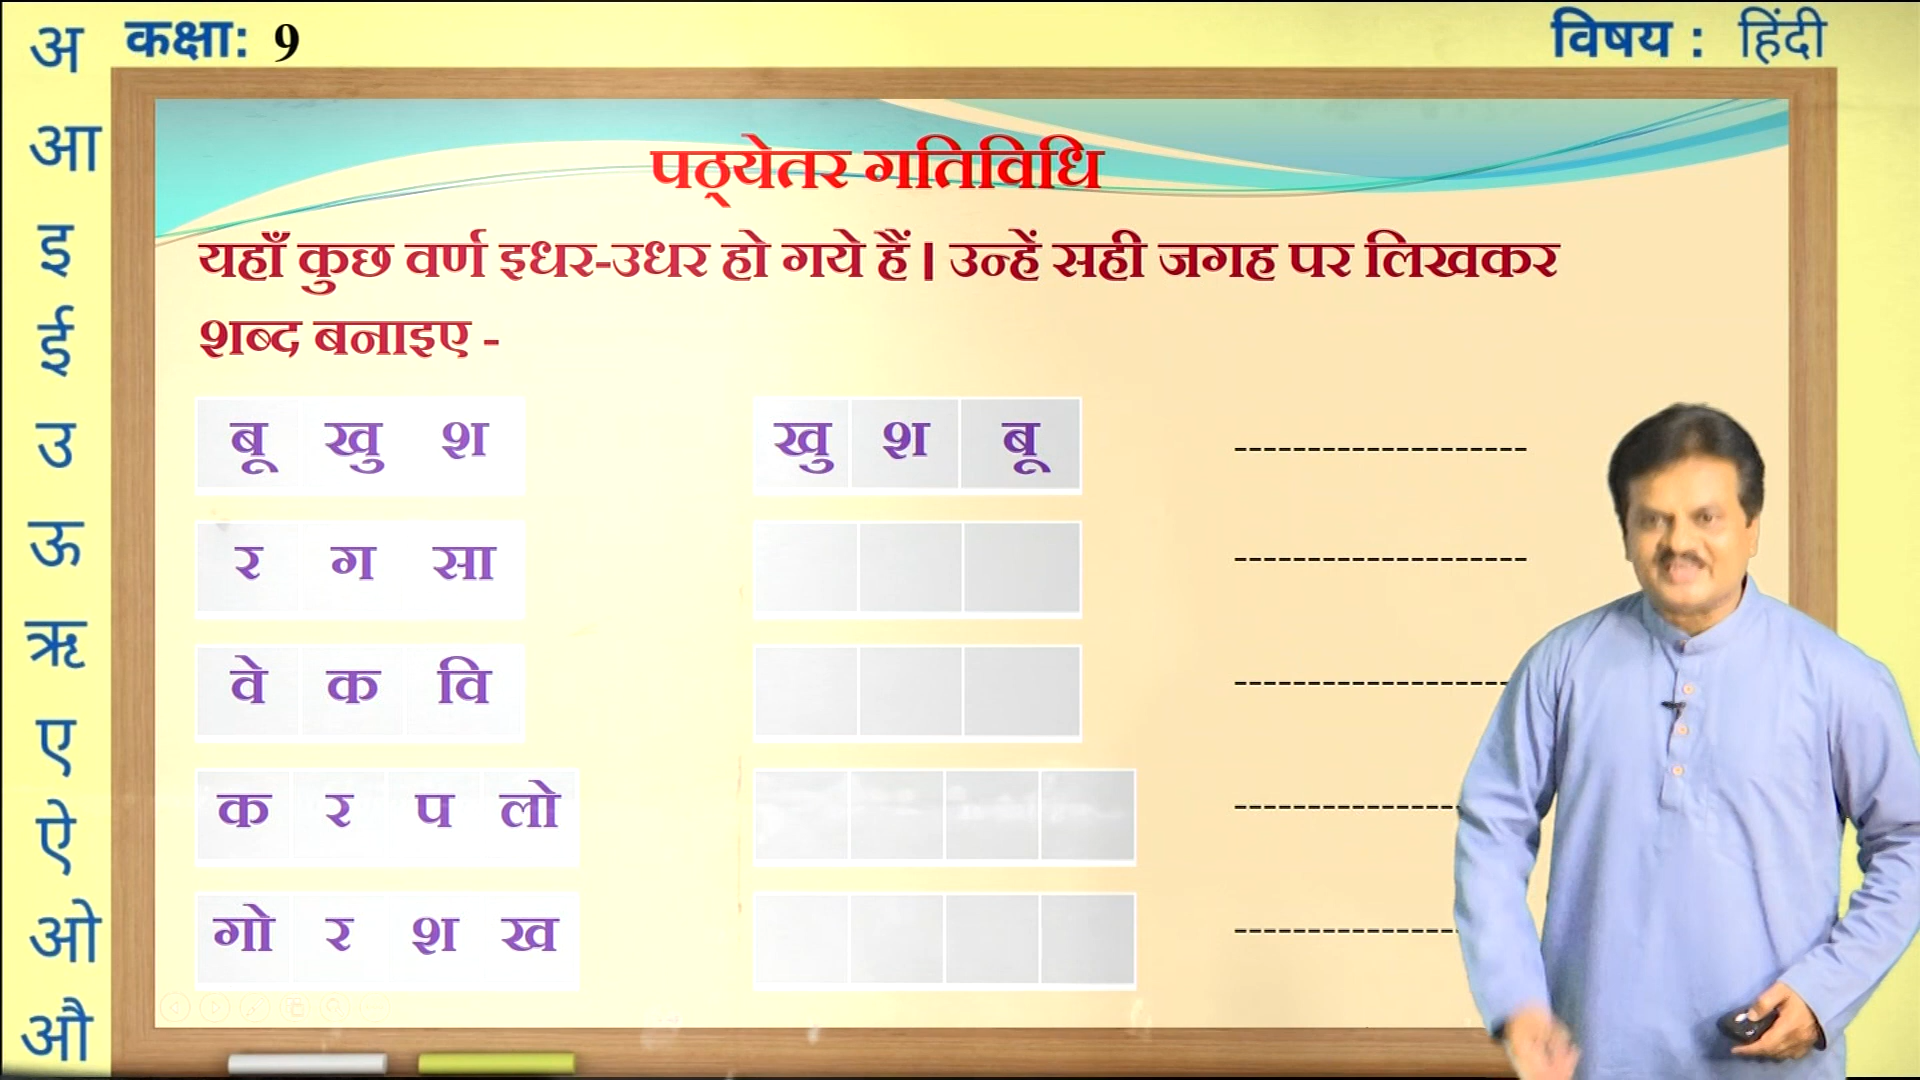 कक्षा: 9
विषय : हिंदी
अ
आ
इ
ई
उ
ऊ
ऋ
ए
ऐ
ओ
औ
पठ्येतर गतिविधि
यहाँ कुछ वर्ण इधर-उधर हो गये हैं। उन्हें सही जगह पर लिखकर
शब्द बनाइए -
बू खु श खु श बू --------------------
र ग सा --------------------
वे क वि -------------------
क र प लो ----------------
गो र श ख ----------------